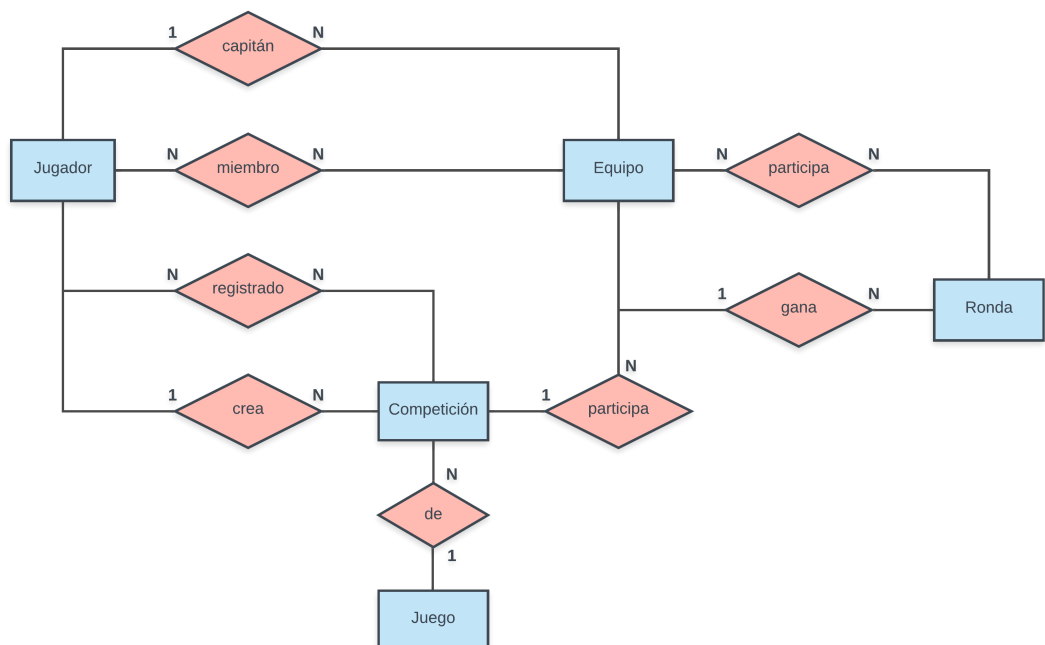 1 capitán N
Jugador N miembro N Equipo N participa N
N registrado N
1 gana N Ronda
1 crea N Competición 1 participa N
N
de
1
Juego